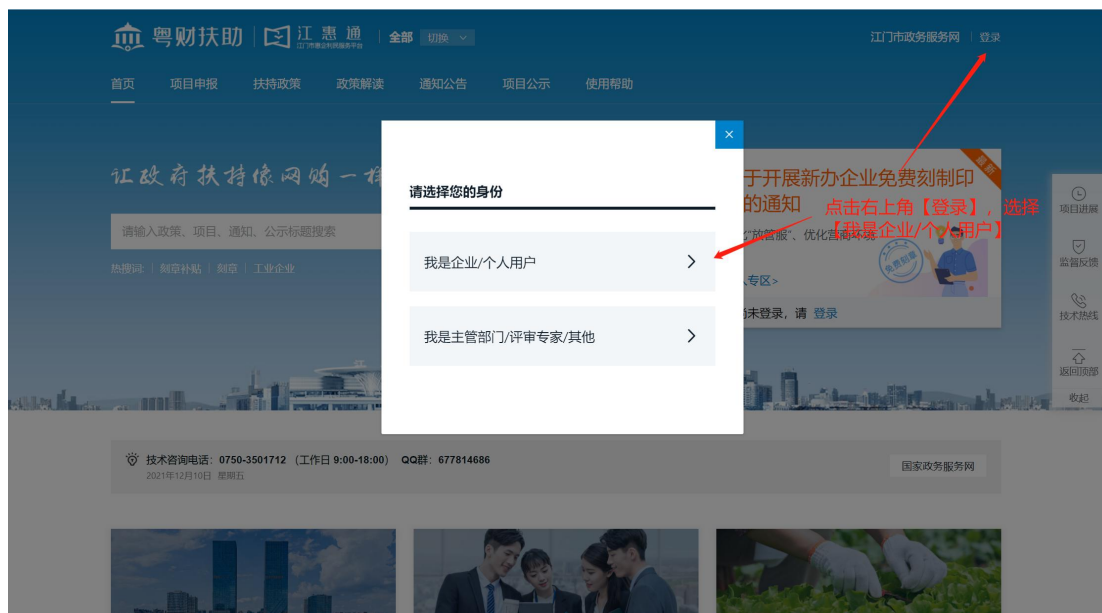 粤财扶助
江惠通
江门市惠企利民服务平台
全部 切换
江门市政务服务网
登录
首页 项目申报 扶持政策 政策解读 通知公告 项目公示 使用帮助
让政府扶持像网购一样
请输入政策、项目、通知、公示标题搜索
热搜词: 刻章补贴 刻章 工业企业
请选择您的身份
我是企业/个人用户
我是主管部门/评审专家/其他
最新
于开展新办企业免费刻制印
的通知
化“放管服”、优化营商环境
点击右上角【登录】,选择
【我是企业/个人用户】
免费刻章
人专区>
尚未登录,请 登录
项目进展
监督反馈
技术热线
返回顶部
收起
技术咨询电话: 0750-3501712 (工作日 9:00-18:00) QQ群: 677814686
2021年12月10日 星期五
国家政务服务网